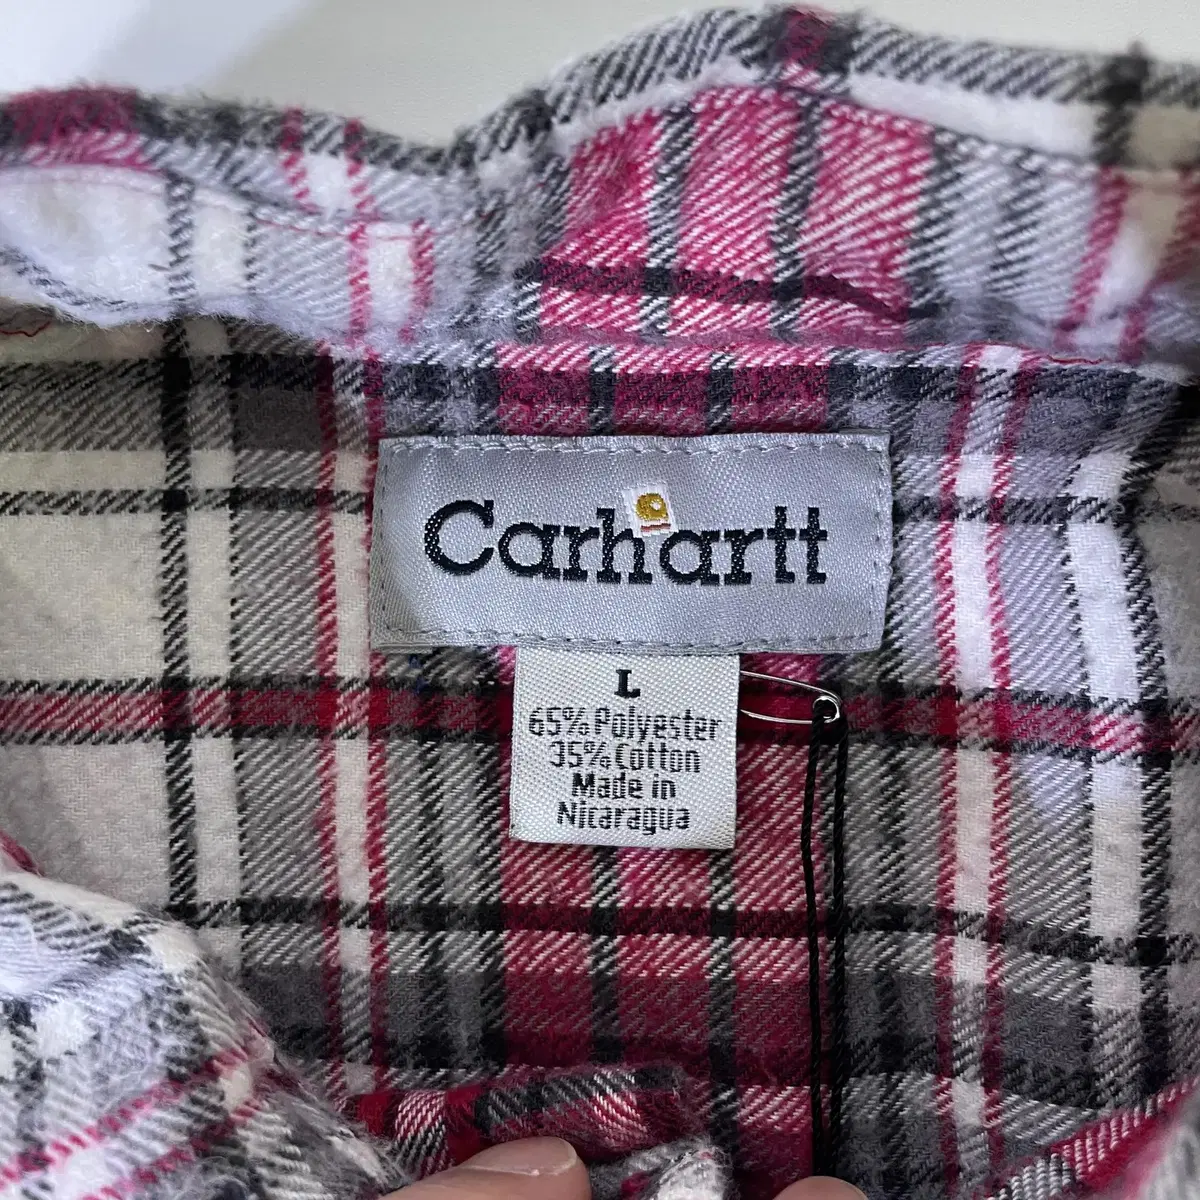 Carhartt
L
65% Polyester
35% Cotton
Made in
Nicaragua